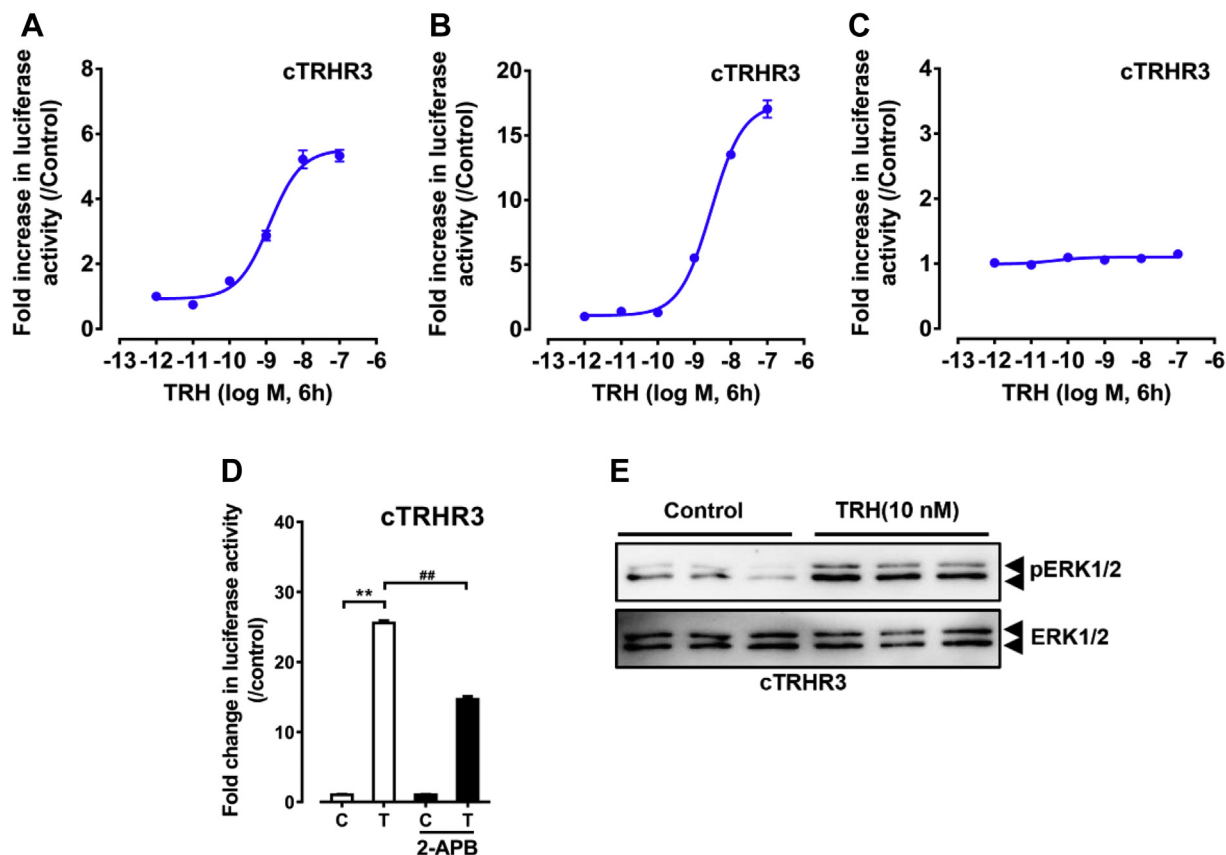 A
cTRHR3
Fold increase in luciferase
activity (/Control)
8
6
4
2
0
-13 -12 -11 -10 -9 -8 -7 -6
TRH (log M, 6h)
B
cTRHR3
Fold increase in luciferase
activity (/Control)
20
15
10
5
0
-13 -12 -11 -10 -9 -8 -7 -6
TRH (log M, 6h)
C
cTRHR3
Fold increase in luciferase
activity (/Control)
4
3
2
1
0
-13 -12 -11 -10 -9 -8 -7 -6
TRH (log M, 6h)
D
cTRHR3
Fold change in luciferase activity
(/control)
40
30
20
10
0
**
##
C T C T
2-APB
E
Control TRH(10 nM)
pERK1/2
ERK1/2
cTRHR3